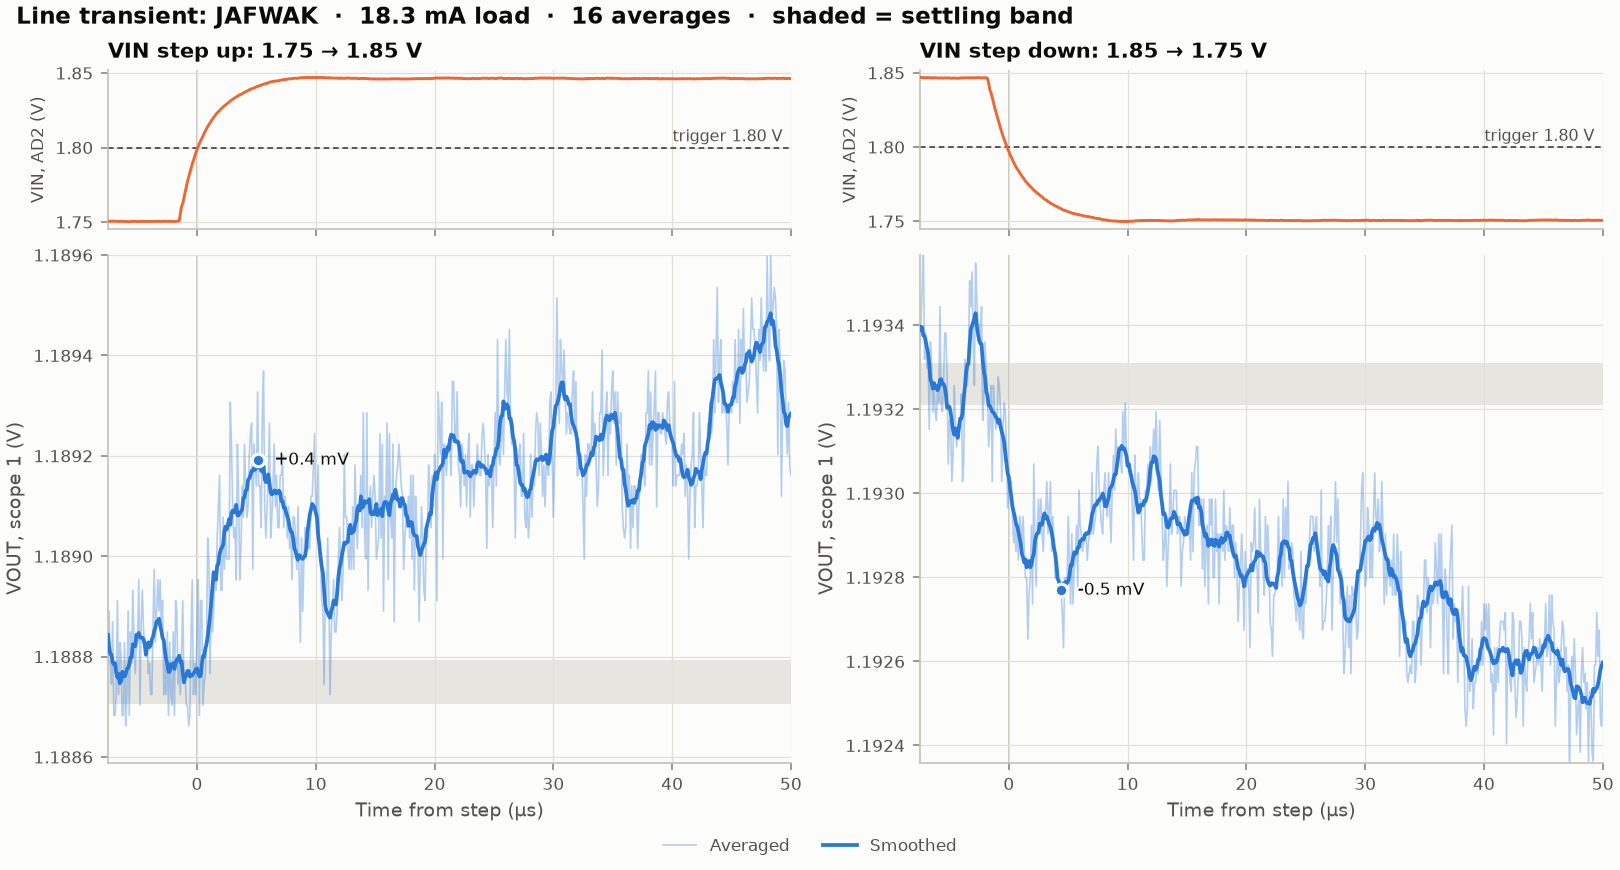 Line transient: JAFWAK · 18.3 mA load · 16 averages · shaded = settling band
VIN step up: 1.75 → 1.85 V
VIN, AD2 (V)
1.85
1.80
1.75
trigger 1.80 V
VOUT, scope 1 (V)
1.1896
1.1894
1.1892
1.1890
1.1888
1.1886
+0.4 mV
0
10
20
30
40
50
Time from step (µs)
VIN step down: 1.85 → 1.75 V
VIN, AD2 (V)
1.85
1.80
1.75
trigger 1.80 V
VOUT, scope 1 (V)
1.1934
1.1932
1.1930
1.1928
1.1926
1.1924
-0.5 mV
0
10
20
30
40
50
Time from step (µs)
Averaged
Smoothed